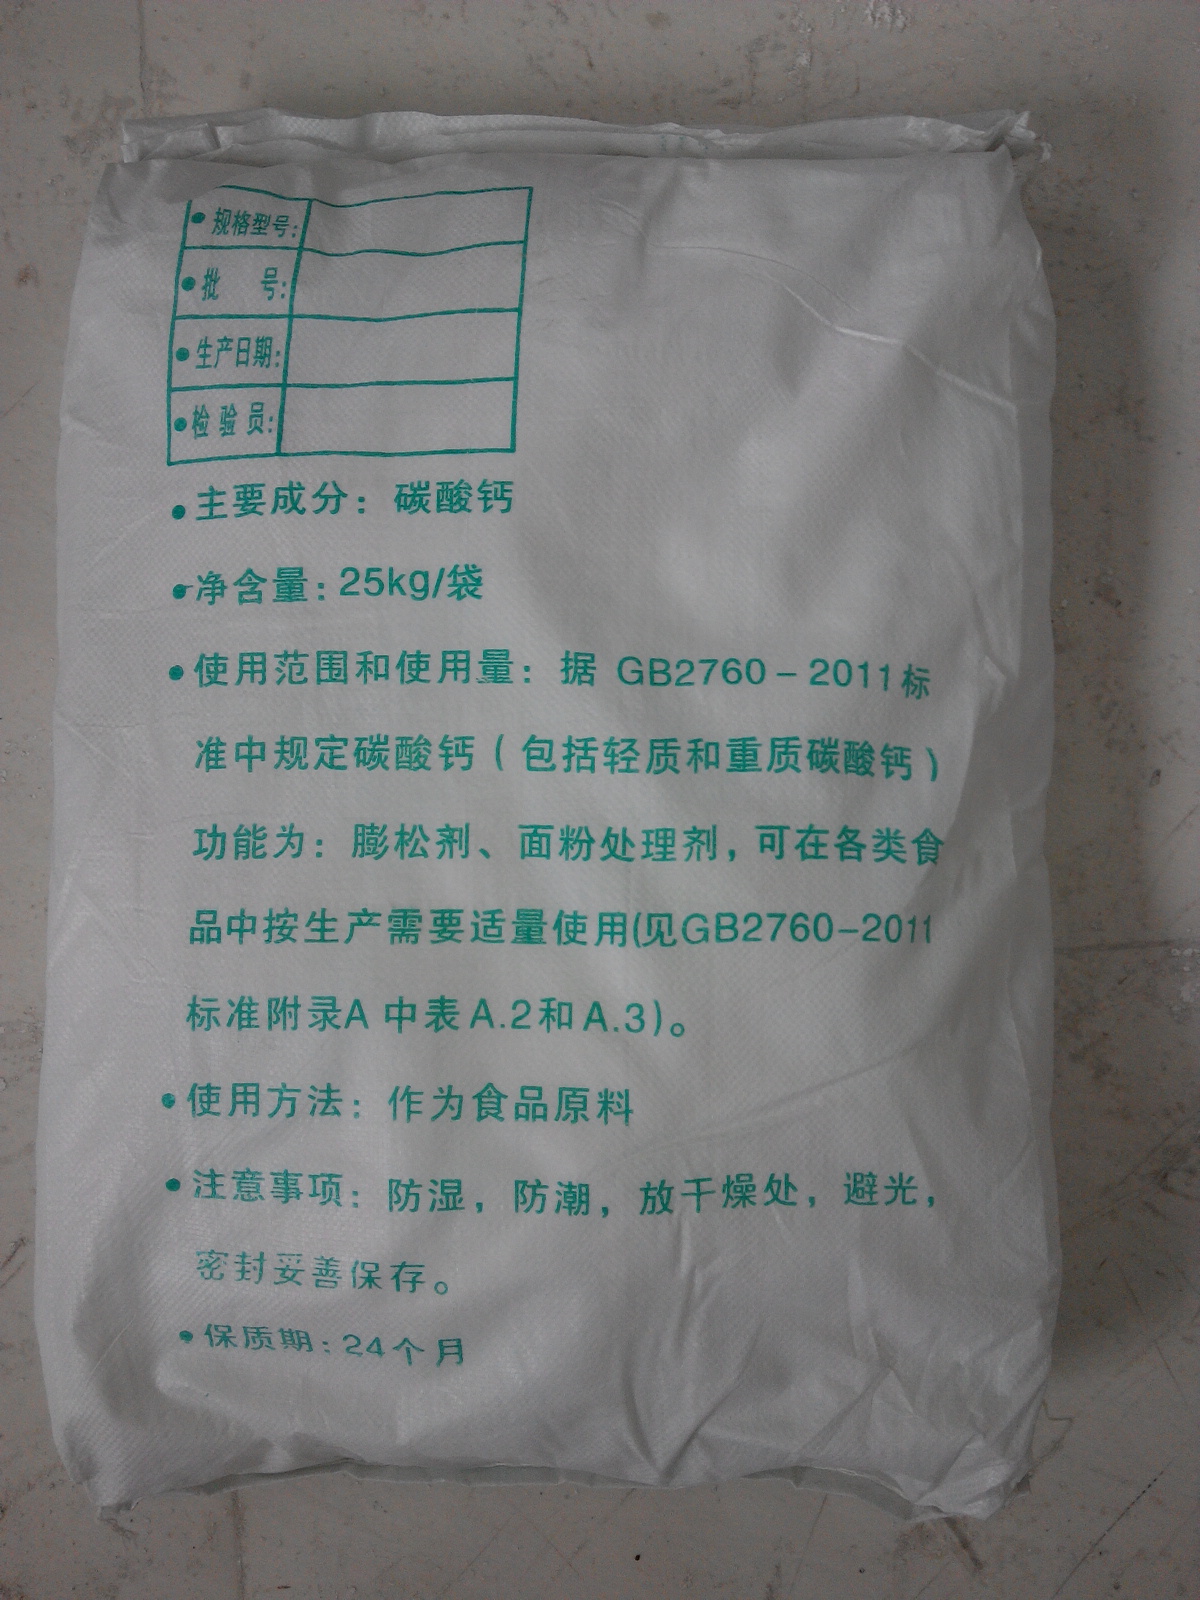 •规格型号:
•批 号:
•生产日期:
•检验员:
•主要成分：碳酸钙
•净含量：25kg/袋
•使用范围和使用量：据 GB2760－2011标
准中规定碳酸钙（包括轻质和重质碳酸钙）
功能为：膨松剂、面粉处理剂，可在各类食
品中按生产需要适量使用(见GB2760－2011
标准附录A 中表A.2和A.3)。
•使用方法：作为食品原料
•注意事项：防湿，防潮，放干燥处，避光，
密封妥善保存。
•保质期：24个月